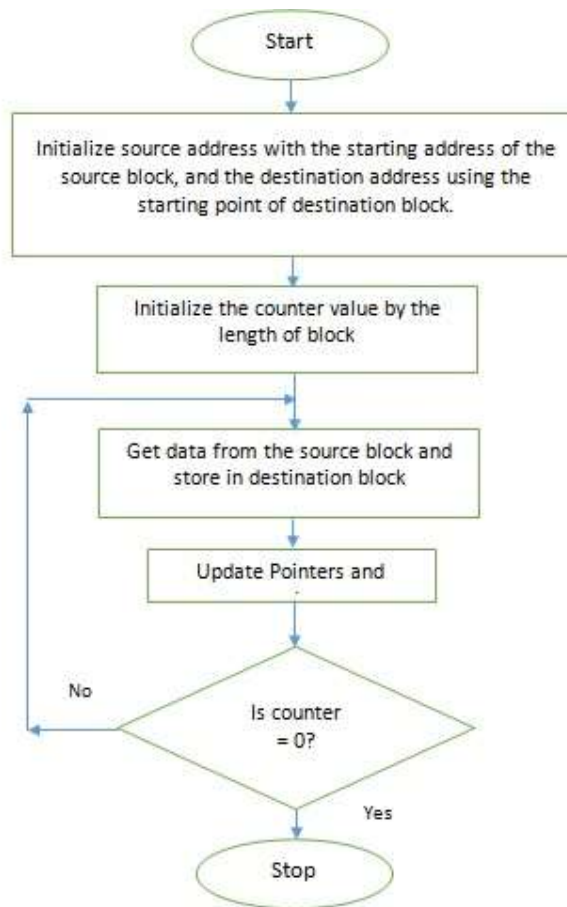 Start
Initialize source address with the starting address of the
source block, and the destination address using the
starting point of destination block.
Initialize the counter value by the
length of block
Get data from the source block and
store in destination block
Update Pointers and
No
Is counter
= 0?
Yes
Stop